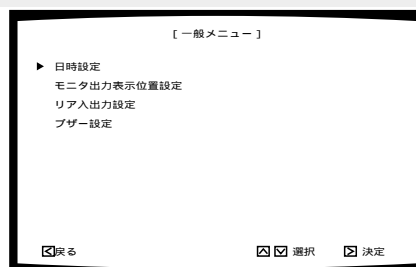 [一般メニュー]
▶ 日時設定
モニタ出力表示位置設定
リア入出力設定
ブザー設定
戻る 選択 決定